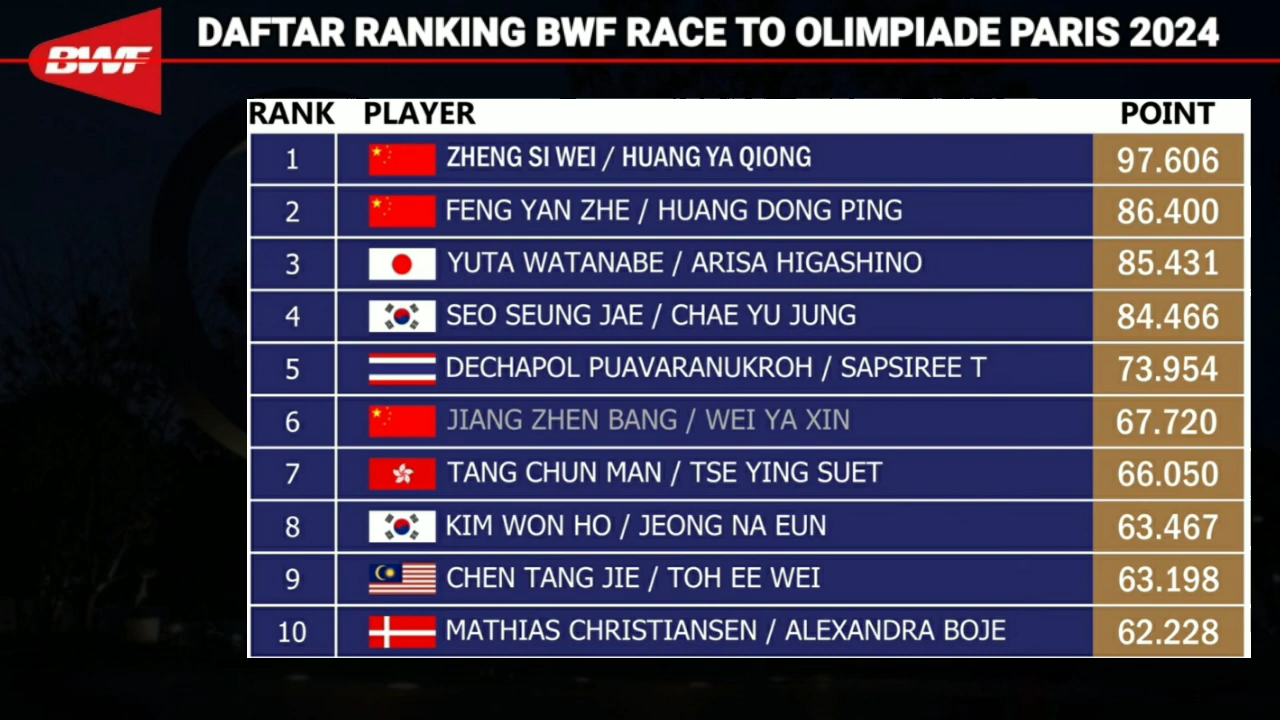 BWF
DAFTAR RANKING BWF RACE TO OLIMPIADE PARIS 2024
RANK PLAYER POINT
1 ZHENG SI WEI / HUANG YA QIONG 97.606
2 FENG YAN ZHE / HUANG DONG PING 86.400
3 YUTA WATANABE / ARISA HIGASHINO 85.431
4 SEO SEUNG JAE / CHAE YU JUNG 84.466
5 DECHAPOL PUAVARANUKROH / SAPSIREE T 73.954
6 JIANG ZHEN BANG / WEI YA XIN 67.720
7 TANG CHUN MAN / TSE YING SUET 66.050
8 KIM WON HO / JEONG NA EUN 63.467
9 CHEN TANG JIE / TOH EE WEI 63.198
10 MATHIAS CHRISTIANSEN / ALEXANDRA BOJE 62.228